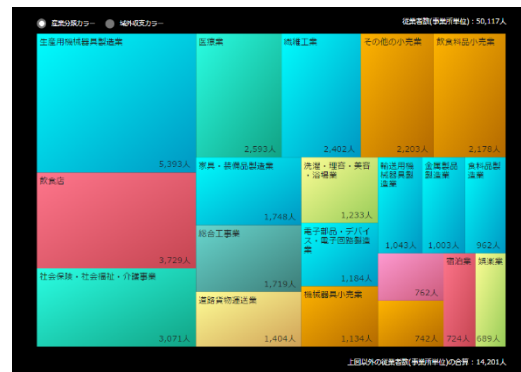 産業分類カラー 域外収支カラー 従業者数(事業所単位)：50,117人
生産用機械器具製造業
5,393人
飲食店
3,729人
社会保険・社会福祉・介護事業
3,071人
医療業
2,593人
繊維工業
2,402人
その他の小売業
2,203人
飲食料品小売業
2,178人
家具・装備品製造業
1,748人
総合工事業
1,719人
道路貨物運送業
1,404人
洗濯・理容・美容
・浴場業
1,233人
電子部品・デバイ
ス・電子回路製造
業
1,184人
機械器具小売業
1,134人
輸送用機
械器具製
造業
1,043人
金属製品
製造業
1,003人
食料品製
造業
962人
762人
742人
宿泊業
724人
娯楽業
689人
上図以外の従業者数(事業所単位)の合算：14,201人